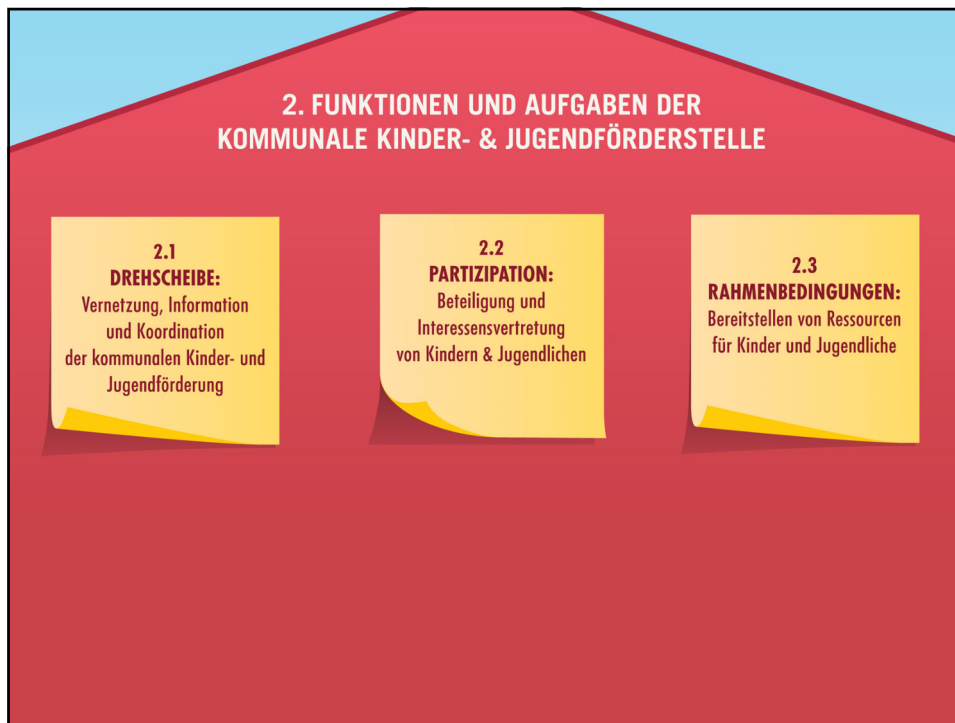 2. FUNKTIONEN UND AUFGABEN DER
KOMMUNALE KINDER- & JUGENDFÖRDERSTELLE
2.1
DREHSCHEIBE:
Vernetzung, Information
und Koordination
der kommunalen Kinder- und
Jugendförderung
2.2
PARTIZIPATION:
Beteiligung und
Interessensvertretung
von Kindern & Jugendlichen
2.3
RAHMENBEDINGUNGEN:
Bereitstellen von Ressourcen
für Kinder und Jugendliche